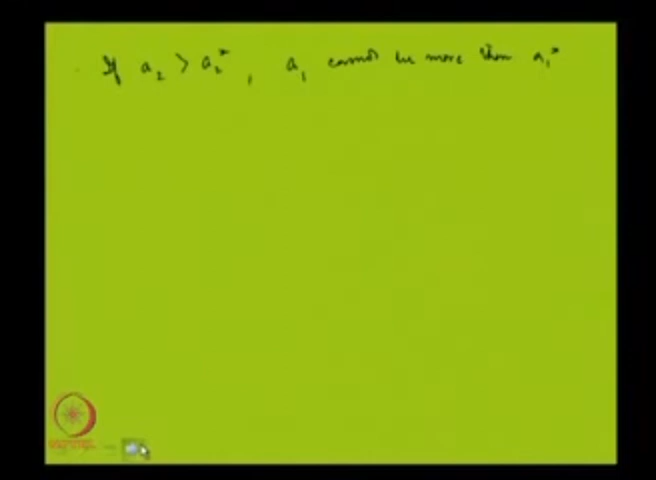 If a₂ > a₂*, a₁ cannot be more than a₁*